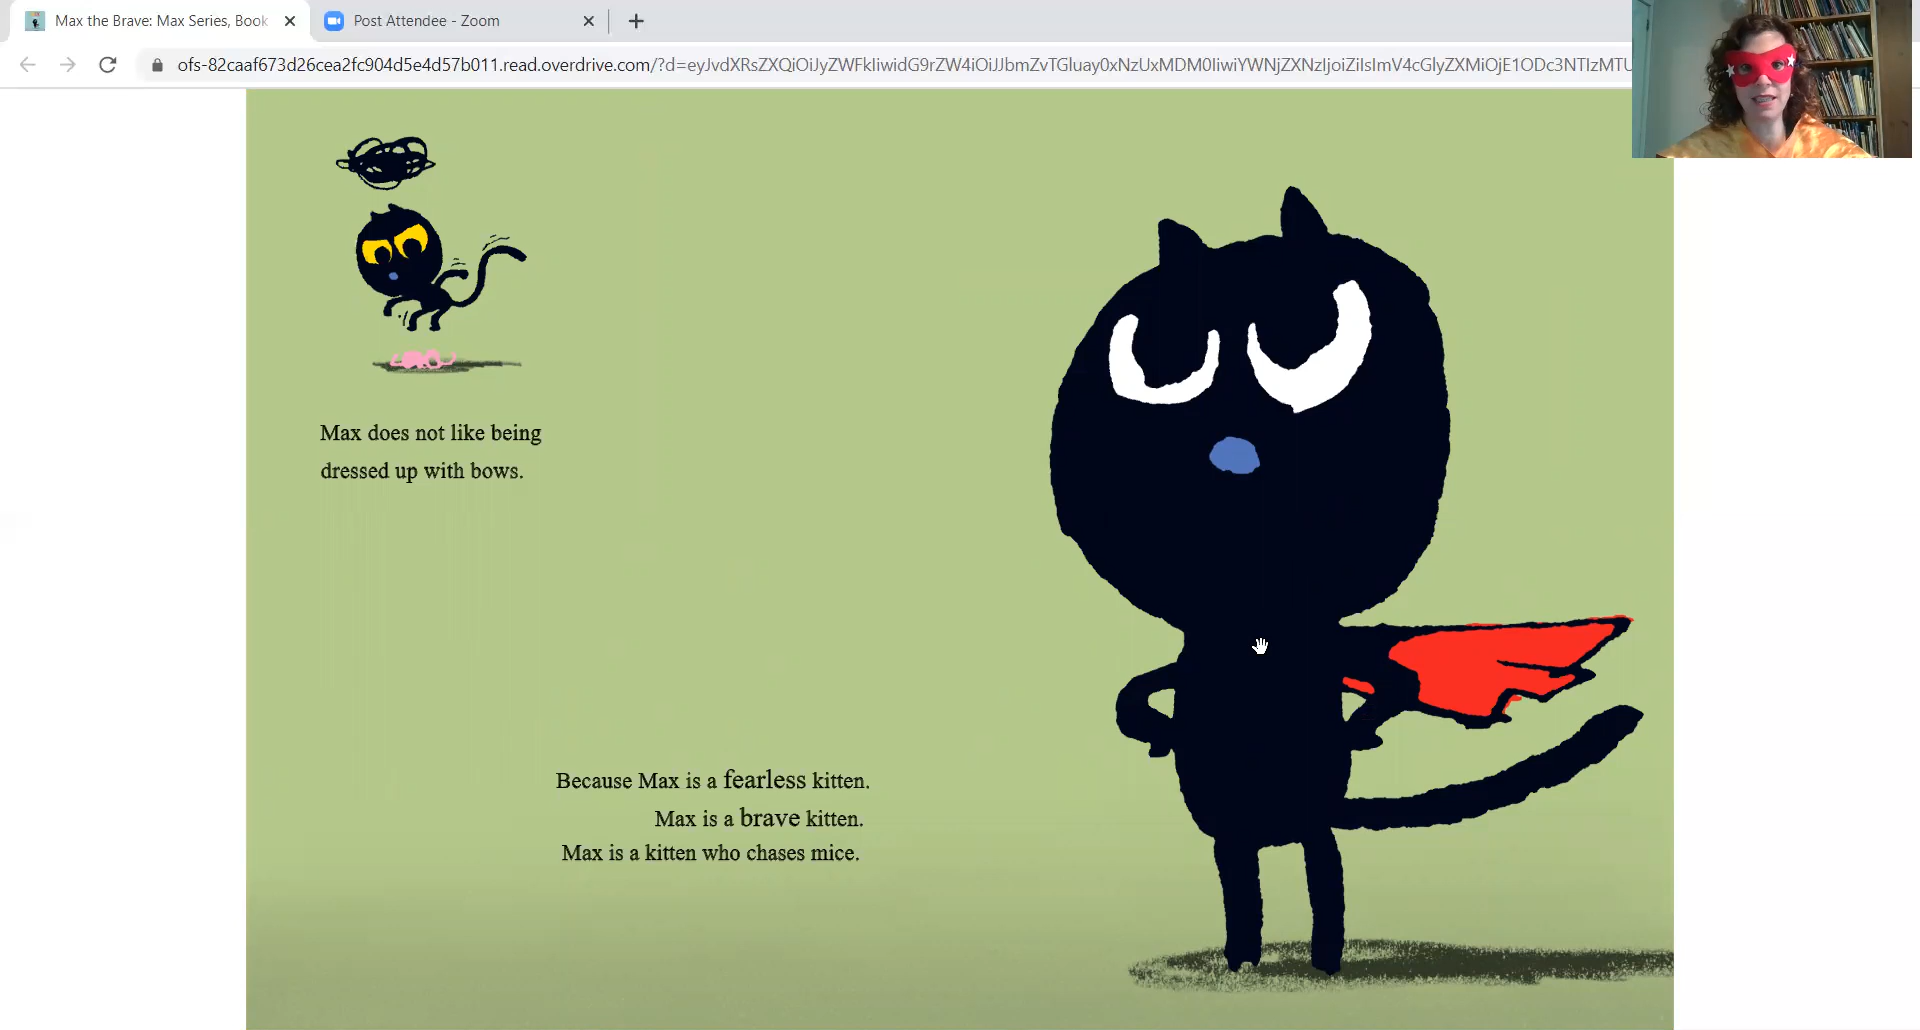 Max the Brave: Max Series, Book
Post Attendee - Zoom
ofs-82caaf673d26cea2fc904d5e4d57b011.read.overdrive.com/?d=eyJvdXRsZXQiOiJyZWFkIiwidG9rZW4iOiJJbmZvTGluay0xNzUxMDM0IiwiYWNjZXNzIjoiZiIsImV4cGlyZXMiOjE1ODc3NTIzMTU
Max does not like being
dressed up with bows.
Because Max is a fearless kitten.
Max is a brave kitten.
Max is a kitten who chases mice.